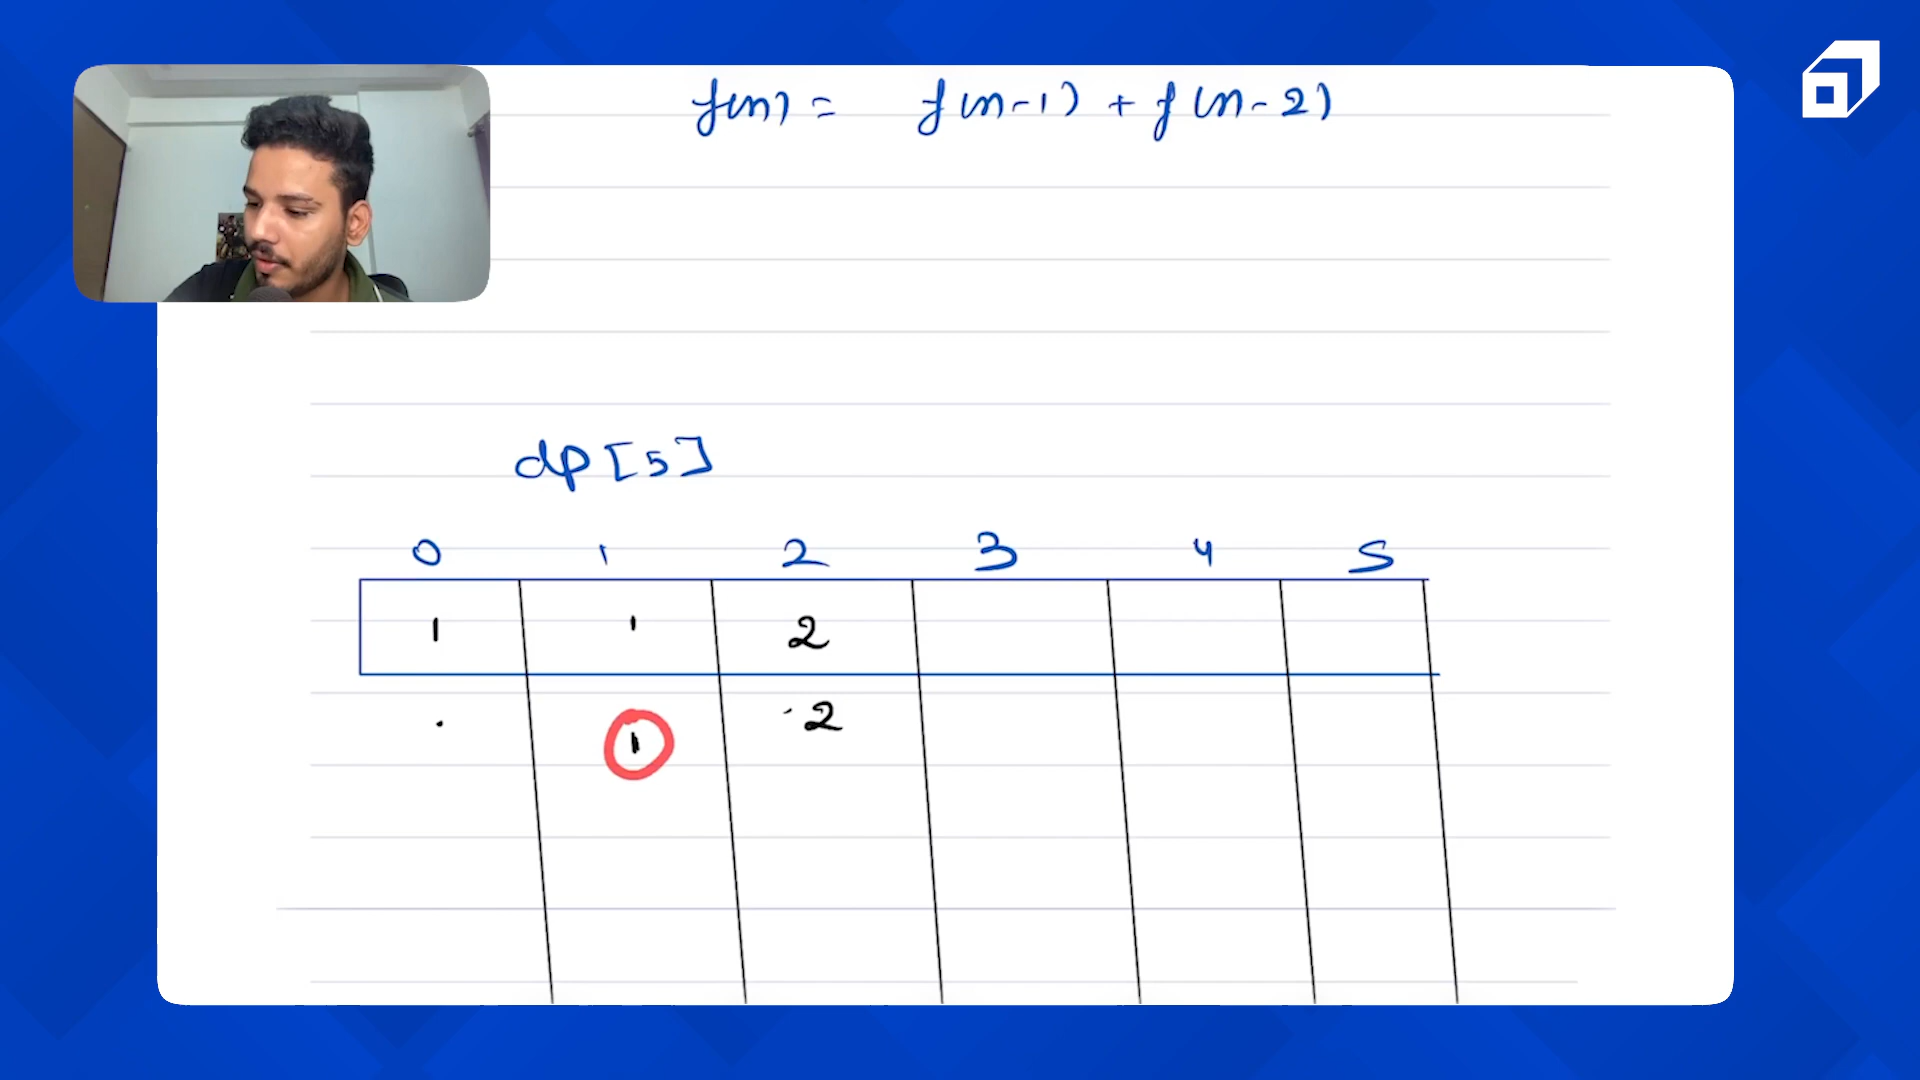 f(n) = f(n-1) + f(n-2)
dp[5]
0 1 2 3 4 5
1 1 2
. 1 2